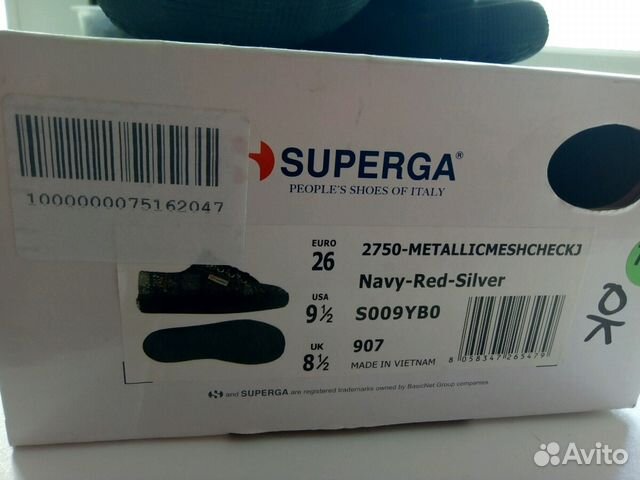 SUPERGA®
PEOPLE'S SHOES OF ITALY
1000000075162047
EURO
26
USA
9½
UK
8½
2750-METALLICMESHCHECKJ
Navy-Red-Silver
S009YB0
907
MADE IN VIETNAM
8 058347 265479
OK
and SUPERGA are registered trademarks owned by BasicNet Group companies
Avito